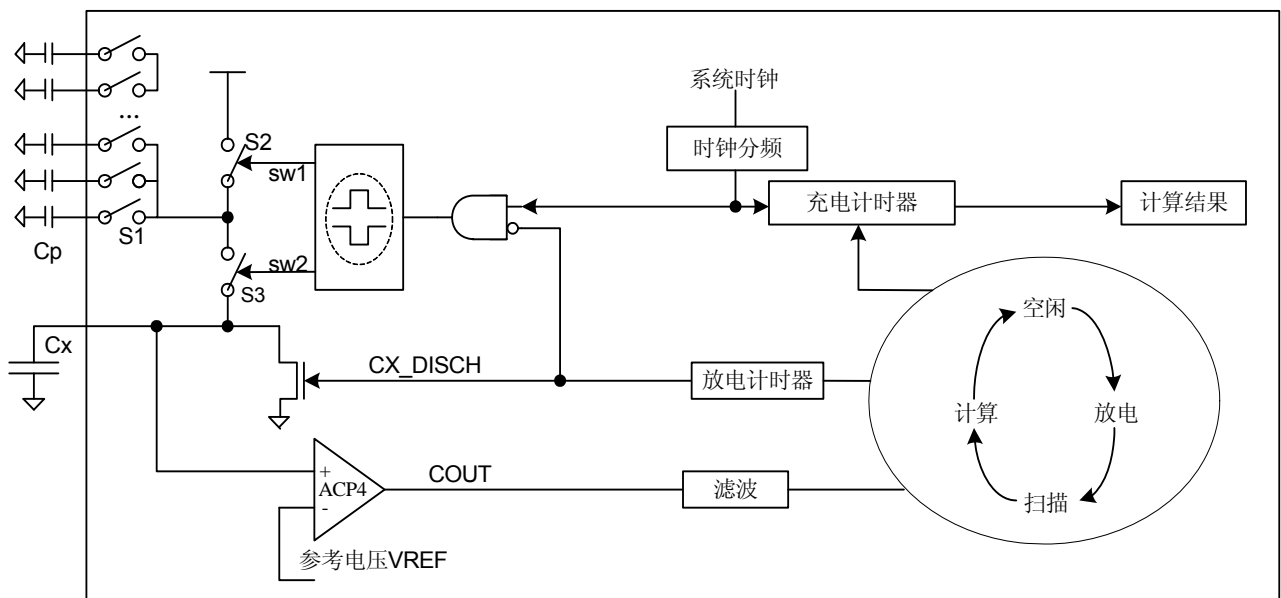 系统时钟
...
S2
时钟分频
sw1
充电计时器
计算结果
S1
Cp
sw2
S3
空闲
Cx
CX_DISCH
放电计时器
计算
放电
+
ACP4
-
COUT
滤波
扫描
参考电压VREF